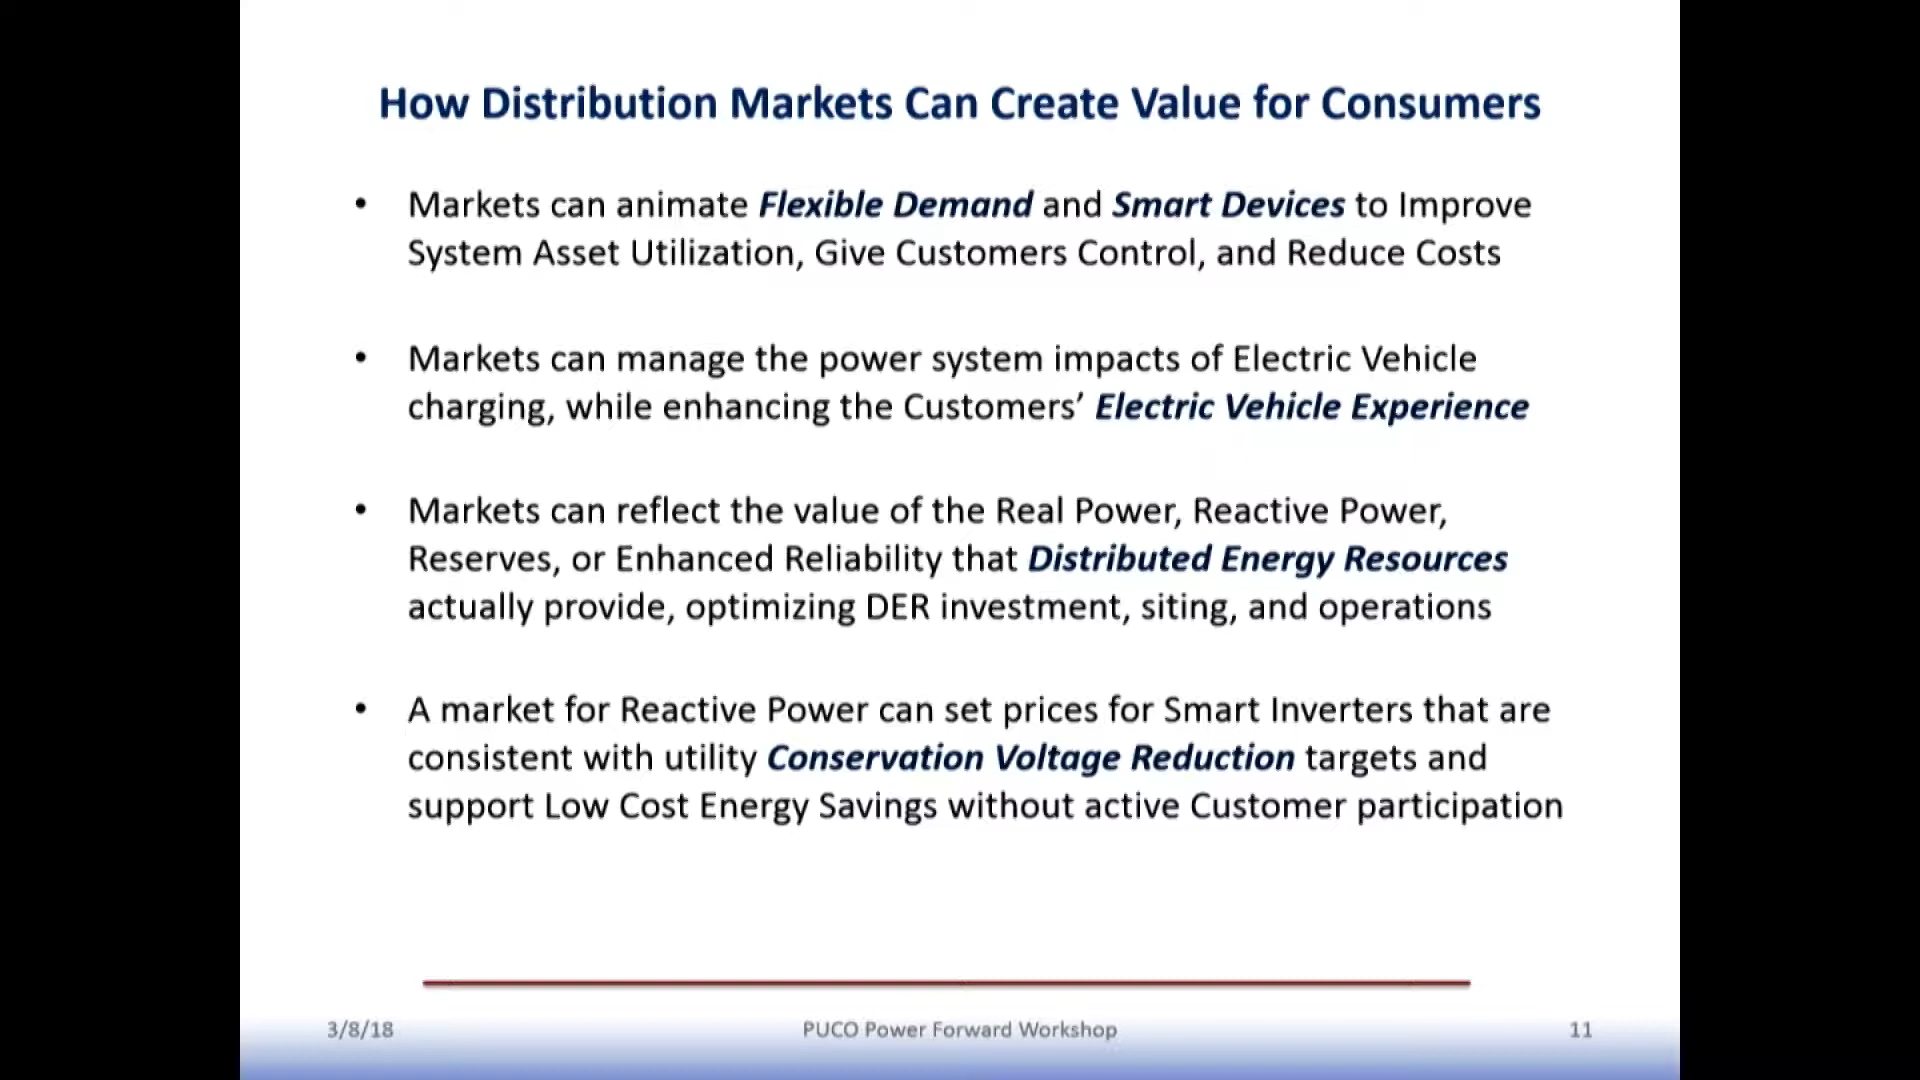 How Distribution Markets Can Create Value for Consumers
• Markets can animate Flexible Demand and Smart Devices to Improve
System Asset Utilization, Give Customers Control, and Reduce Costs
• Markets can manage the power system impacts of Electric Vehicle
charging, while enhancing the Customers’ Electric Vehicle Experience
• Markets can reflect the value of the Real Power, Reactive Power,
Reserves, or Enhanced Reliability that Distributed Energy Resources
actually provide, optimizing DER investment, siting, and operations
• A market for Reactive Power can set prices for Smart Inverters that are
consistent with utility Conservation Voltage Reduction targets and
support Low Cost Energy Savings without active Customer participation
3/8/18 PUCO Power Forward Workshop 11